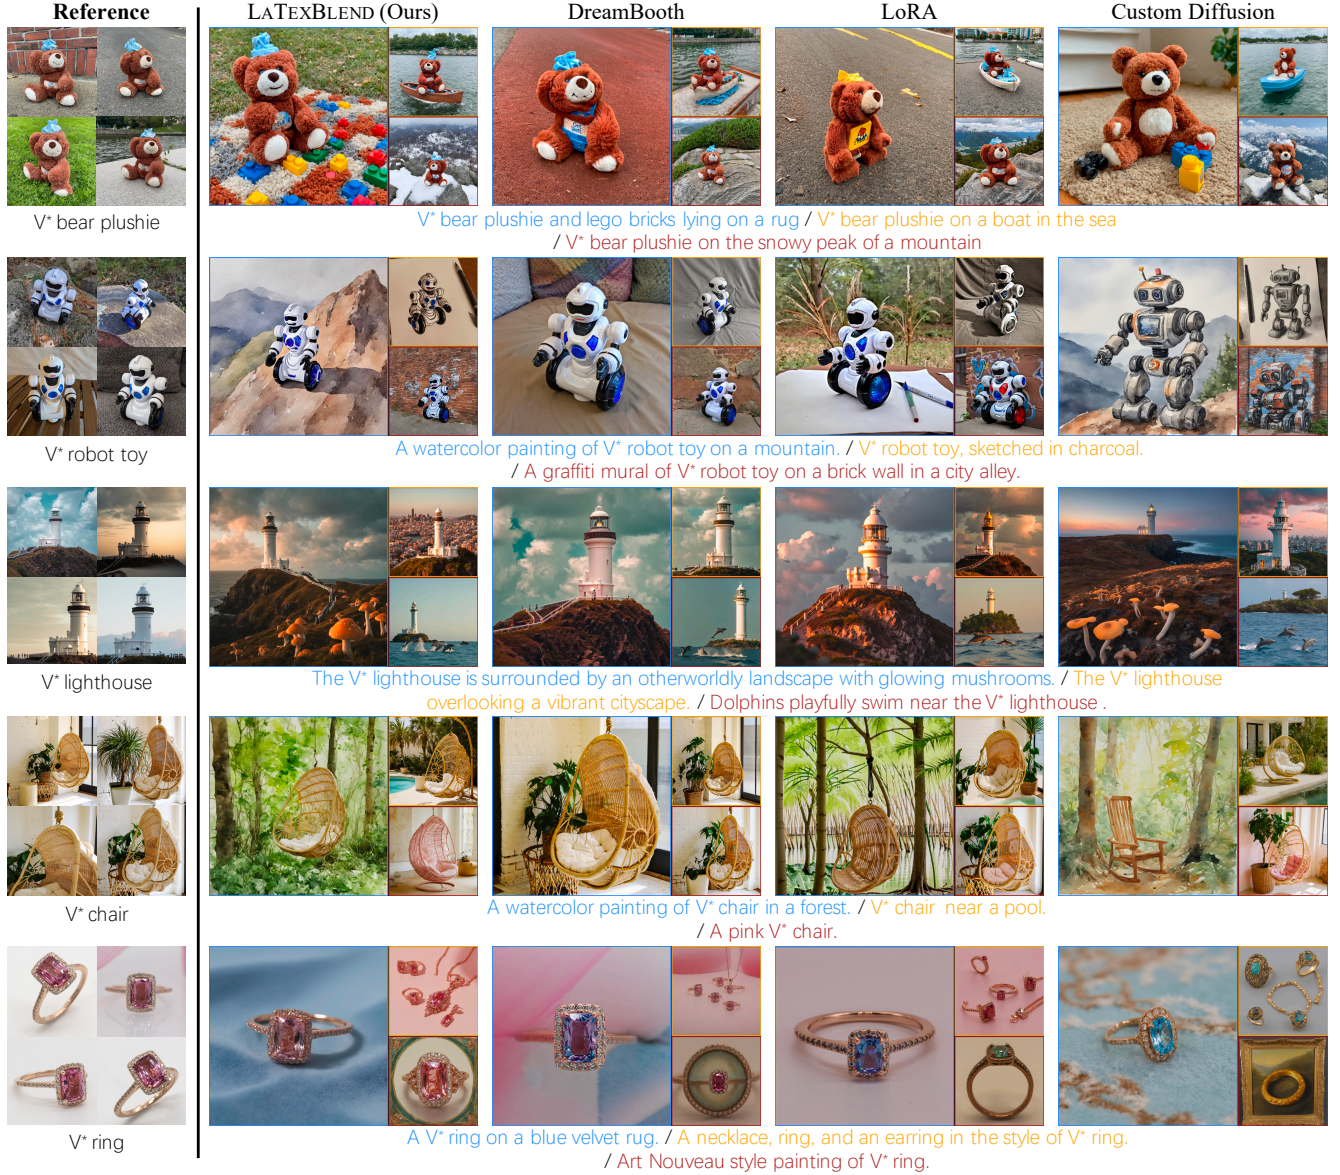 Reference
LATEXBLEND (Ours)
DreamBooth
LoRA
Custom Diffusion
V* bear plushie
V* bear plushie and lego bricks lying on a rug / V* bear plushie on a boat in the sea
/ V* bear plushie on the snowy peak of a mountain
V* robot toy
A watercolor painting of V* robot toy on a mountain. / V* robot toy, sketched in charcoal.
/ A graffiti mural of V* robot toy on a brick wall in a city alley.
V* lighthouse
The V* lighthouse is surrounded by an otherworldly landscape with glowing mushrooms. / The V* lighthouse
overlooking a vibrant cityscape. / Dolphins playfully swim near the V* lighthouse .
V* chair
A watercolor painting of V* chair in a forest. / V* chair near a pool.
/ A pink V* chair.
V* ring
A V* ring on a blue velvet rug. / A necklace, ring, and an earring in the style of V* ring.
/ Art Nouveau style painting of V* ring.